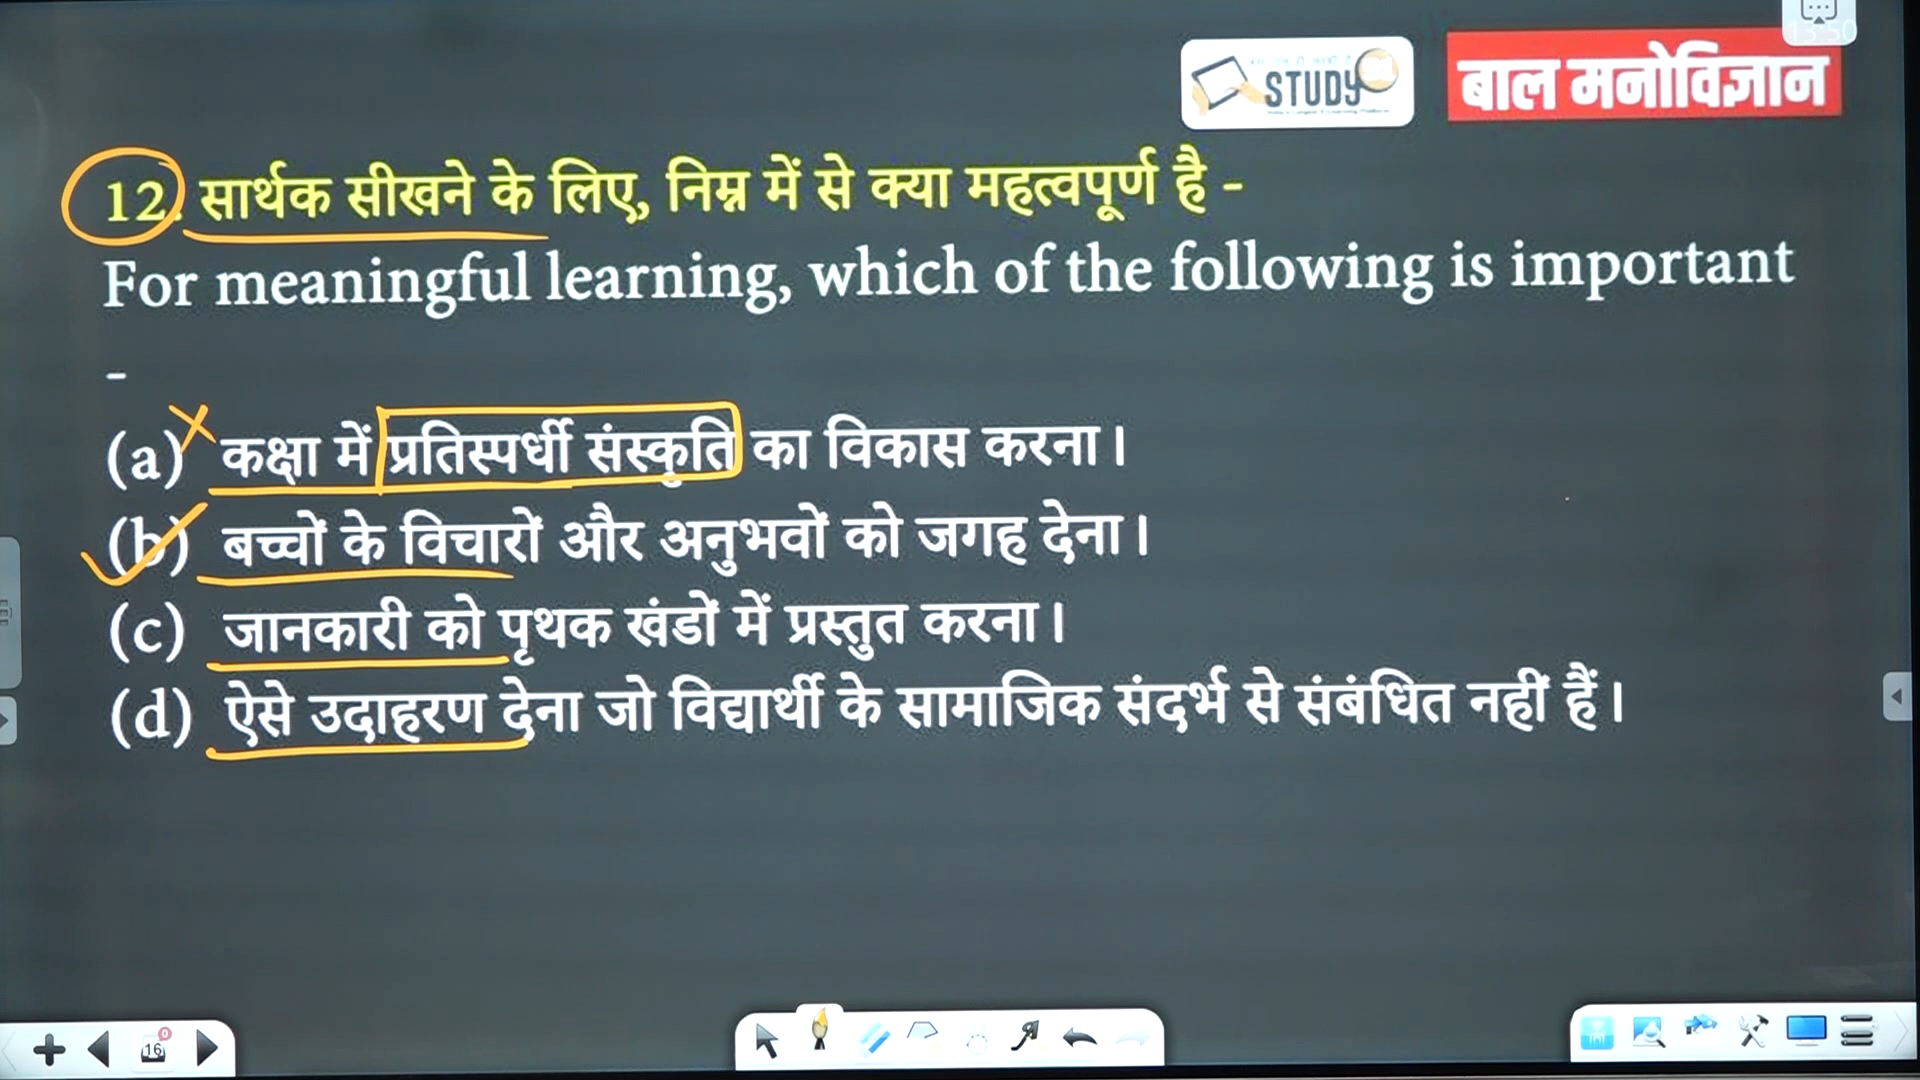 STUDY
बाल मनोविज्ञान
12. सार्थक सीखने के लिए, निम्न में से क्या महत्वपूर्ण है -
For meaningful learning, which of the following is important
-
(a) कक्षा में प्रतिस्पर्धी संस्कृति का विकास करना।
(b) बच्चों के विचारों और अनुभवों को जगह देना।
(c) जानकारी को पृथक खंडों में प्रस्तुत करना।
(d) ऐसे उदाहरण देना जो विद्यार्थी के सामाजिक संदर्भ से संबंधित नहीं हैं।
16
0